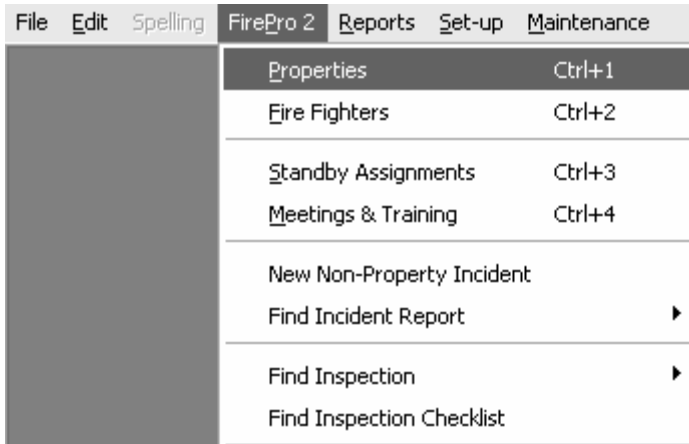 File Edit Spelling FirePro 2 Reports Set-up Maintenance
Properties Ctrl+1
Fire Fighters Ctrl+2
Standby Assignments Ctrl+3
Meetings & Training Ctrl+4
New Non-Property Incident
Find Incident Report
Find Inspection
Find Inspection Checklist